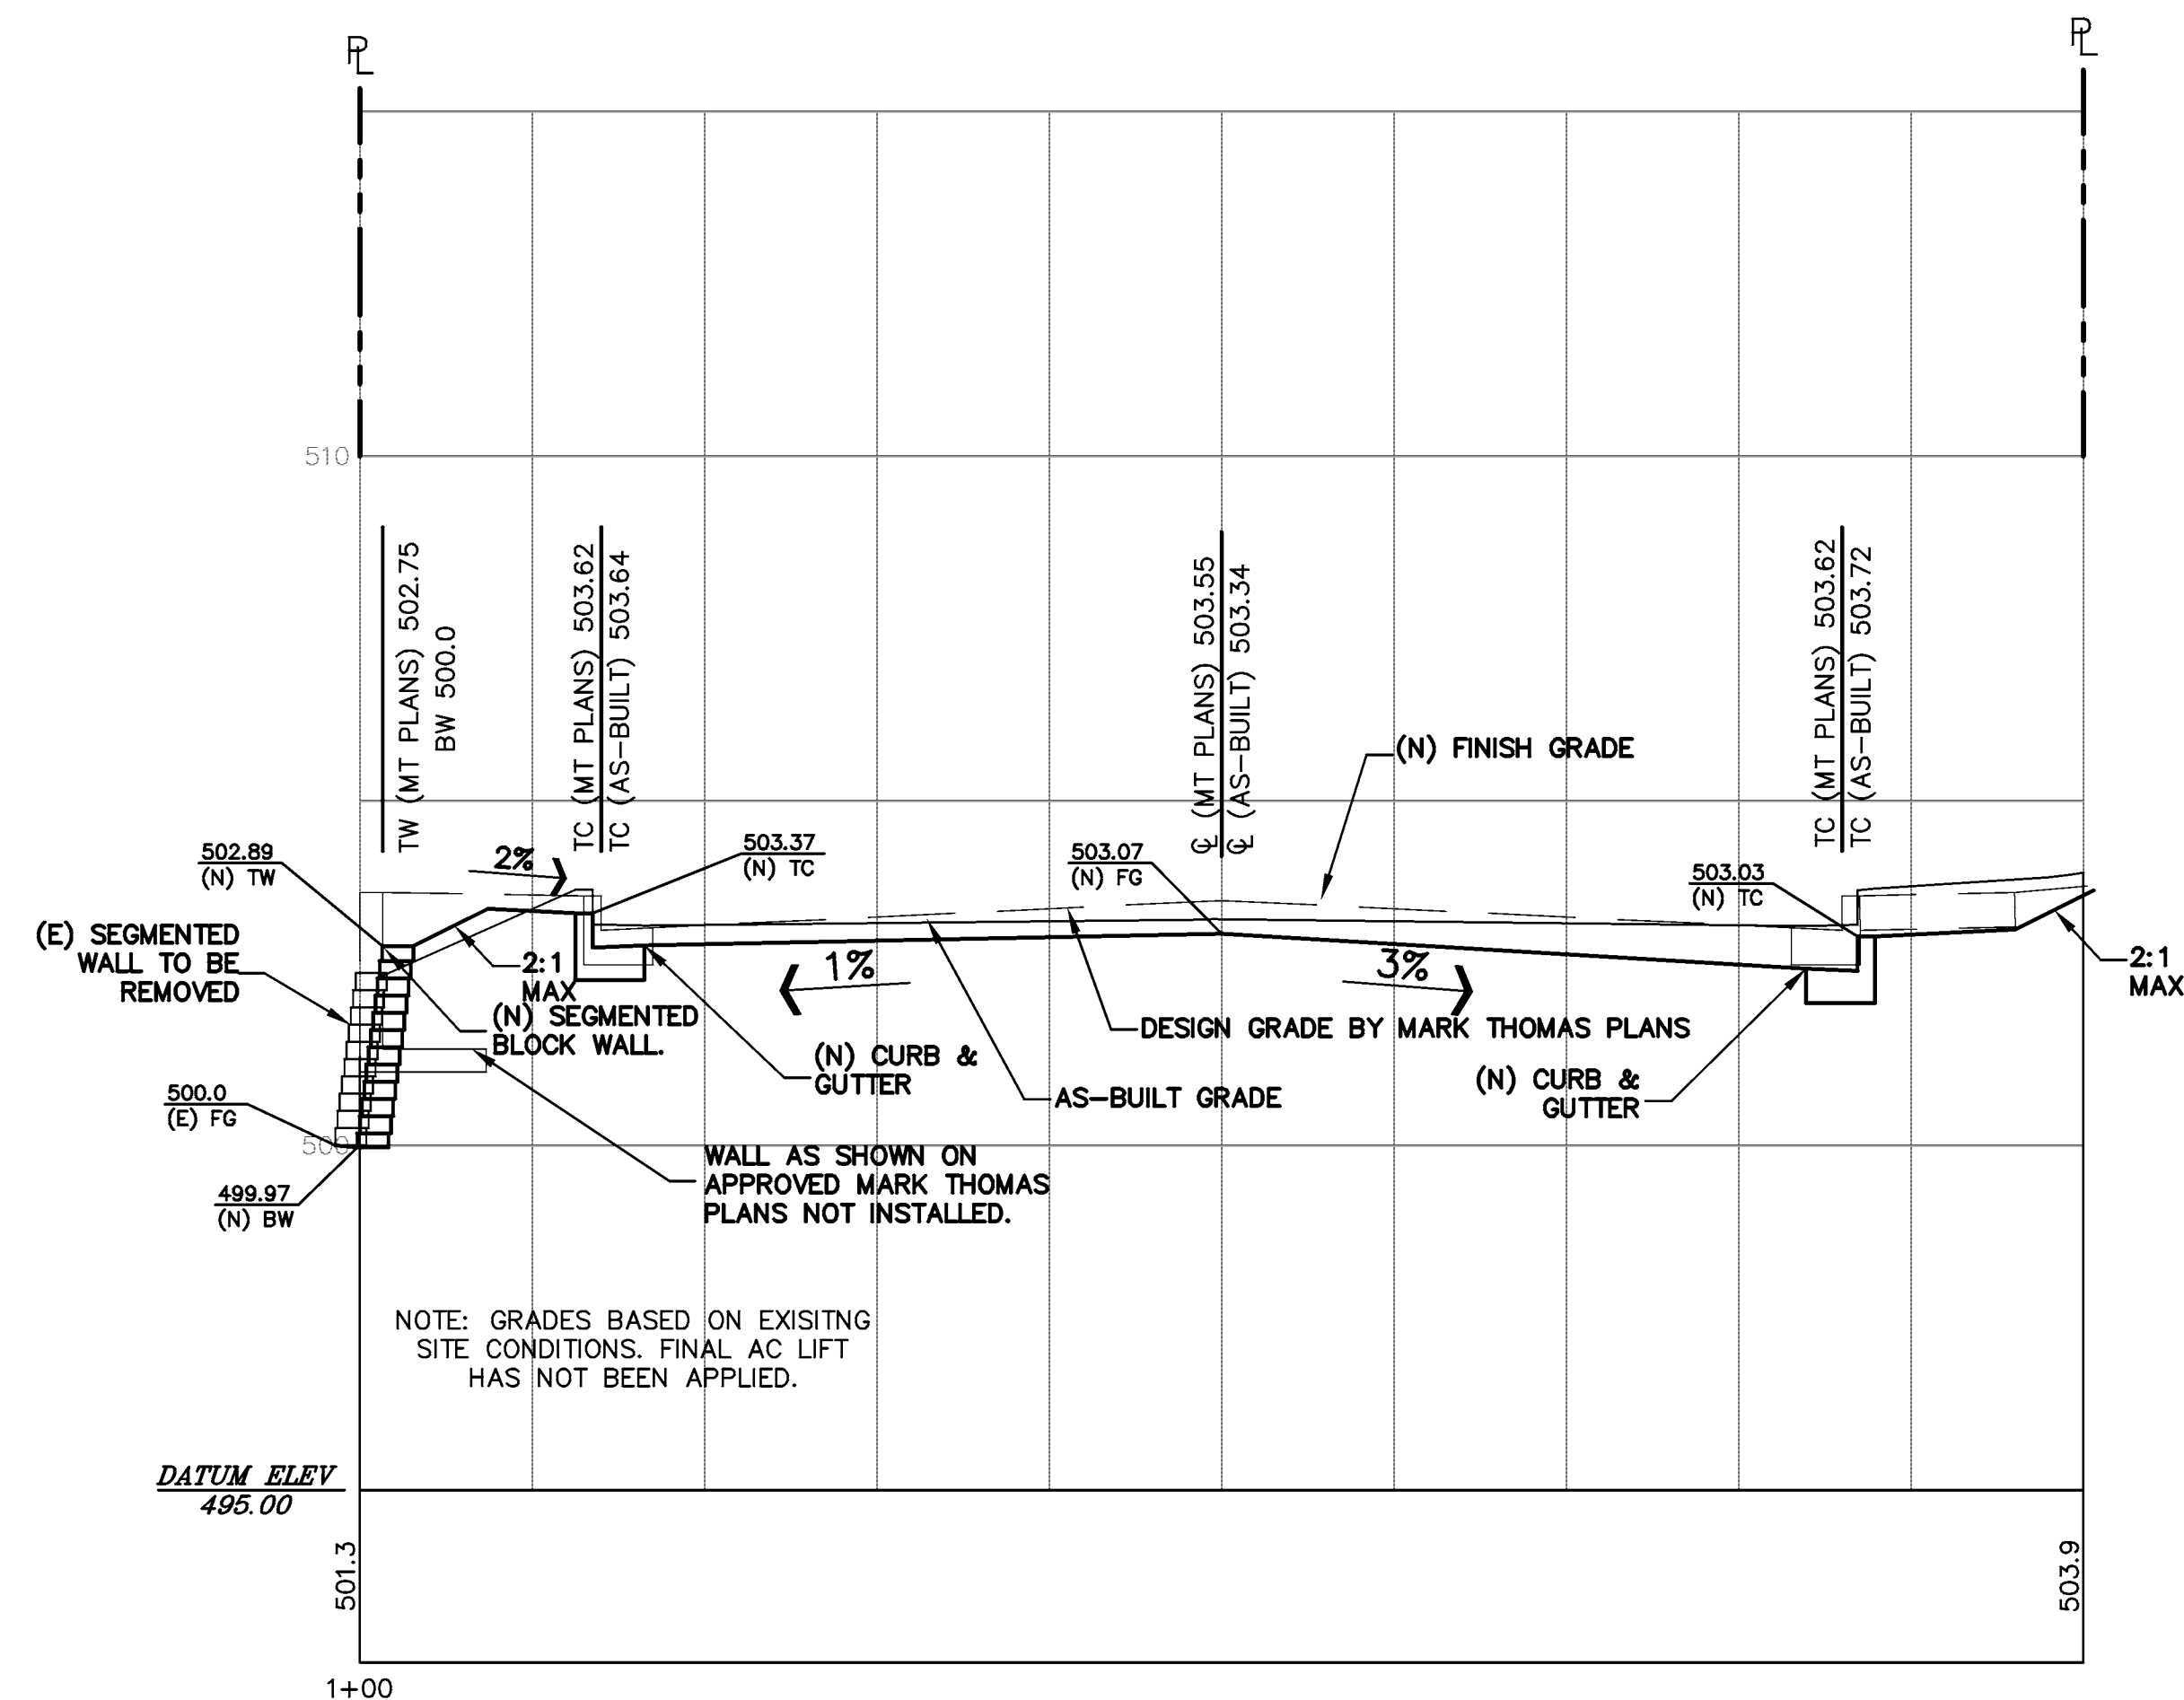 PL
PL
510
TW (MT PLANS) 502.75
BW 500.0
TC (MT PLANS) 503.62
TC (AS-BUILT) 503.64
CL (MT PLANS) 503.55
CL (AS-BUILT) 503.34
TC (MT PLANS) 503.62
TC (AS-BUILT) 503.72
(N) FINISH GRADE
502.89
(N) TW
2%
503.37
(N) TC
503.07
(N) FG
503.03
(N) TC
(E) SEGMENTED
WALL TO BE
REMOVED
2:1
MAX
1%
3%
2:1
MAX
(N) SEGMENTED
BLOCK WALL.
DESIGN GRADE BY MARK THOMAS PLANS
(N) CURB &
GUTTER
AS-BUILT GRADE
(N) CURB &
GUTTER
500.0
(E) FG
500
WALL AS SHOWN ON
APPROVED MARK THOMAS
PLANS NOT INSTALLED.
499.97
(N) BW
NOTE: GRADES BASED ON EXISITNG
SITE CONDITIONS. FINAL AC LIFT
HAS NOT BEEN APPLIED.
DATUM ELEV
495.00
501.3
503.9
1+00